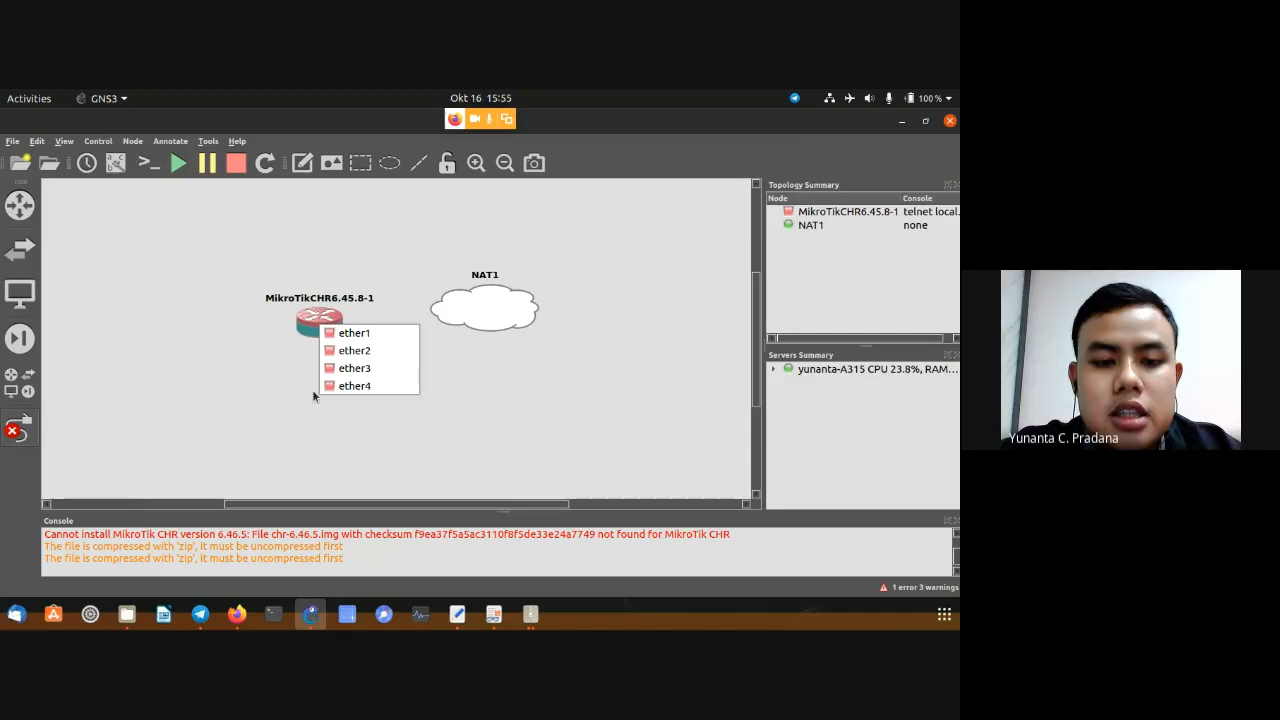 Activities
GNS3
Okt 16 15:55
100 %
File Edit View Control Node Annotate Tools Help
Topology Summary
Node Console
MikroTikCHR6.45.8-1 telnet local.
NAT1 none
NAT1
MikroTikCHR6.45.8-1
ether1
ether2
ether3
ether4
Servers Summary
yunanta-A315 CPU 23.8%, RAM...
Yunanta C. Pradana
Console
Cannot install MikroTik CHR version 6.46.5: File chr-6.46.5.img with checksum f9ea37f5a5ac3110f8f5de33e24a7749 not found for MikroTik CHR
The file is compressed with 'zip', it must be uncompressed first
The file is compressed with 'zip', it must be uncompressed first
1 error 3 warnings